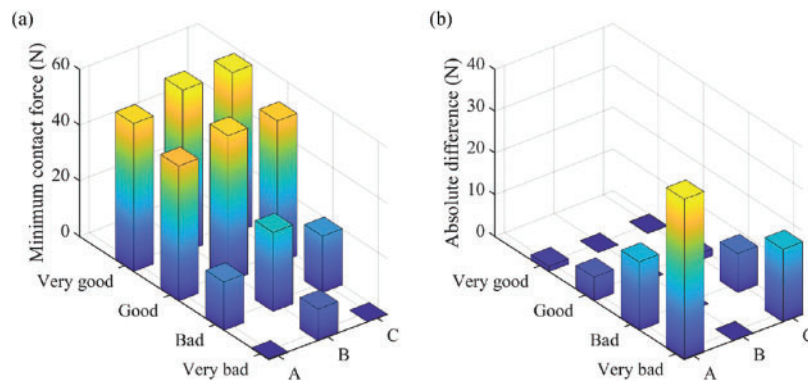 (a)
Minimum contact force (N)
60
40
20
0
Very good
Good
Bad
Very bad
A
B
C
(b)
Absolute difference (N)
40
30
20
10
0
Very good
Good
Bad
Very bad
A
B
C